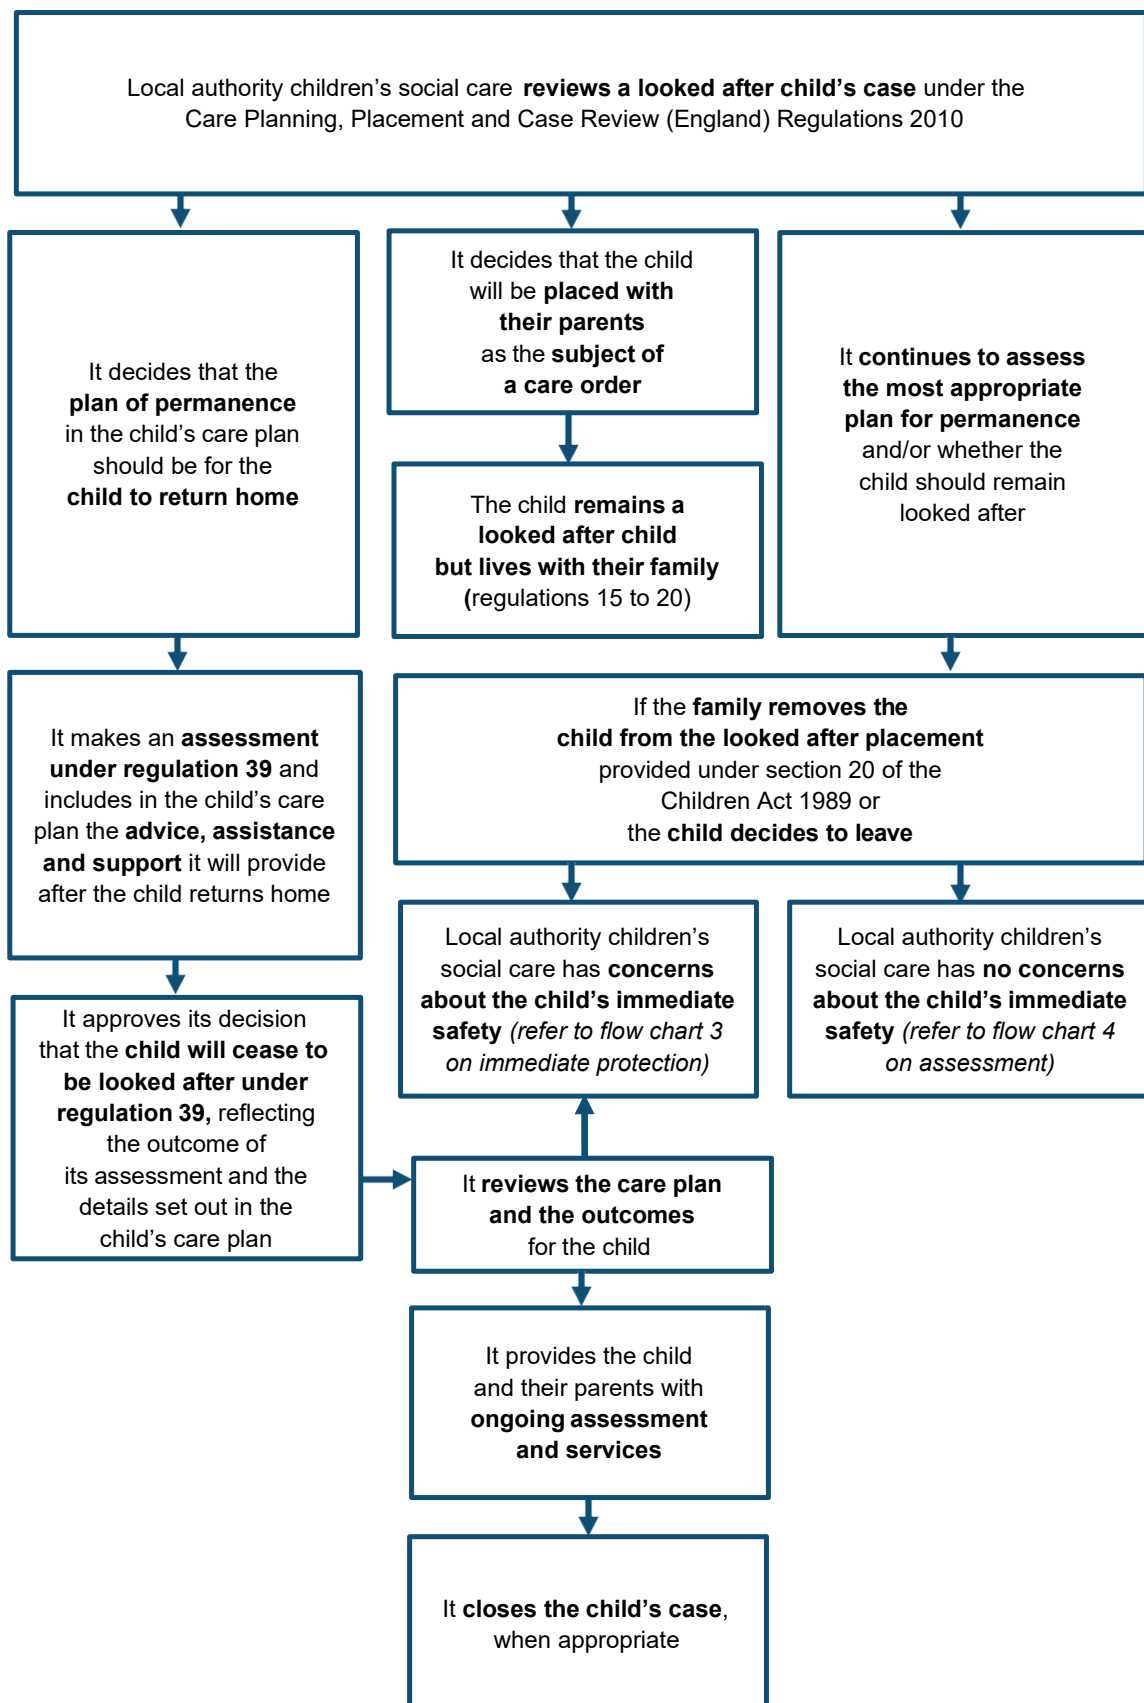 Local authority children’s social care reviews a looked after child’s case under the
Care Planning, Placement and Case Review (England) Regulations 2010
It decides that the
plan of permanence
in the child’s care plan
should be for the
child to return home
It decides that the child
will be placed with
their parents
as the subject of
a care order
It continues to assess
the most appropriate
plan for permanence
and/or whether the
child should remain
looked after
The child remains a
looked after child
but lives with their family
(regulations 15 to 20)
It makes an assessment
under regulation 39 and
includes in the child’s care
plan the advice, assistance
and support it will provide
after the child returns home
If the family removes the
child from the looked after placement
provided under section 20 of the
Children Act 1989 or
the child decides to leave
Local authority children’s
social care has concerns
about the child’s immediate
safety (refer to flow chart 3
on immediate protection)
Local authority children’s
social care has no concerns
about the child’s immediate
safety (refer to flow chart 4
on assessment)
It approves its decision
that the child will cease to
be looked after under
regulation 39, reflecting
the outcome of
its assessment and the
details set out in the
child’s care plan
It reviews the care plan
and the outcomes
for the child
It provides the child
and their parents with
ongoing assessment
and services
It closes the child’s case,
when appropriate